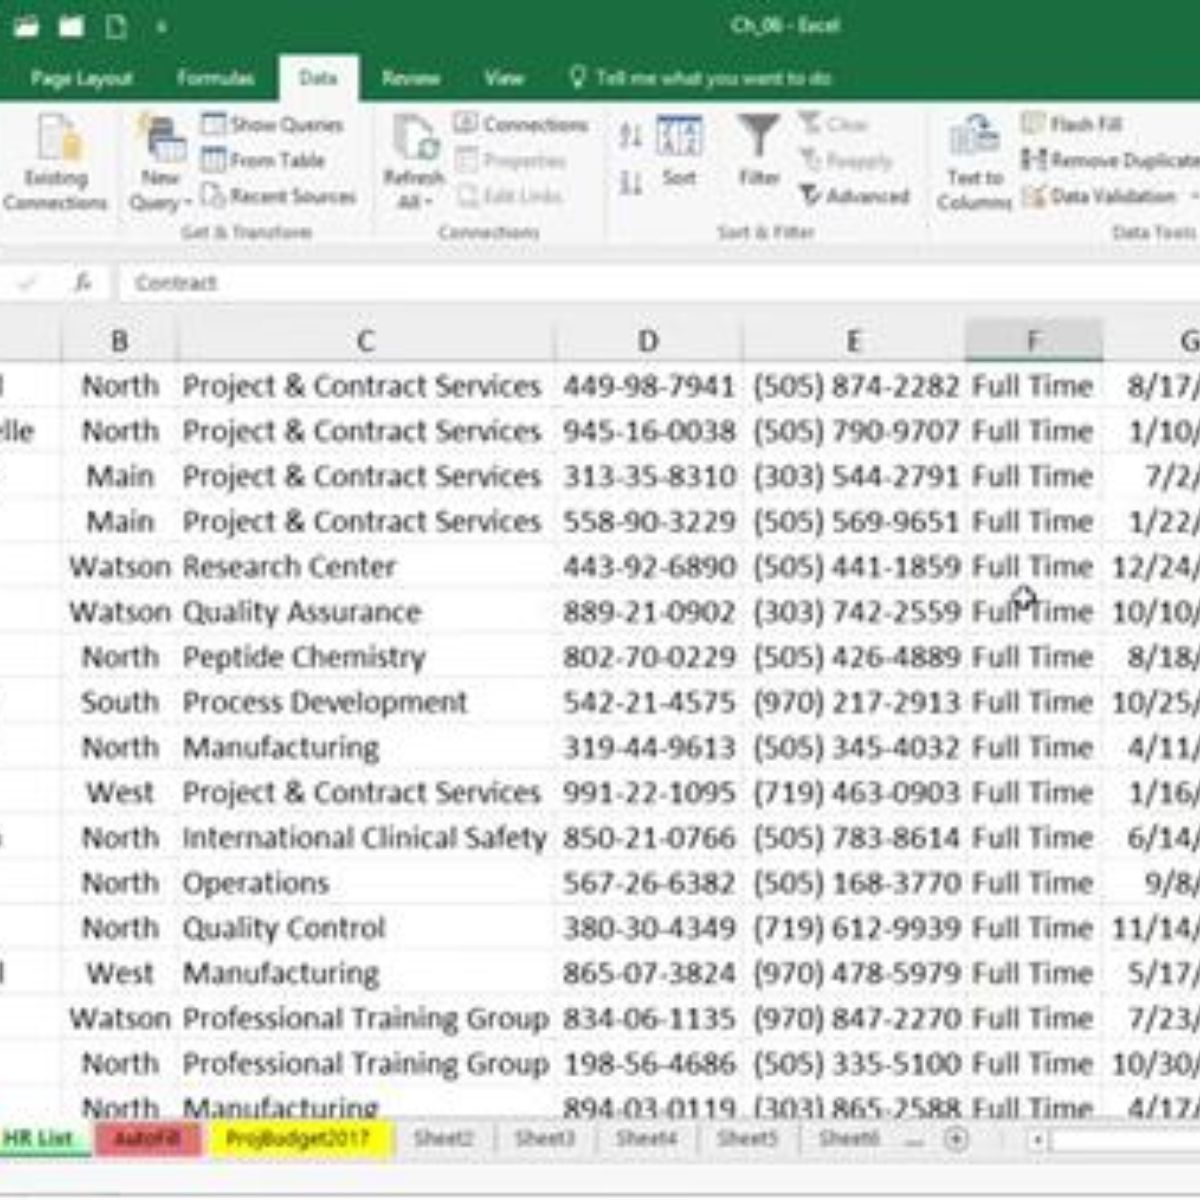 Ch_06 - Excel
Page Layout Formulas Data Review View Tell me what you want to do
Existing Connections
New Query
Show Queries
From Table
Recent Sources
Get & Transform
Refresh All
Connections
Properties
Edit Links
Connections
Sort
Filter
Clear
Reapply
Advanced
Sort & Filter
Text to Columns
Flash Fill
Remove Duplicate
Data Validation
Data Tools
fx Contract
B C D E F G
l North Project & Contract Services 449-98-7941 (505) 874-2282 Full Time 8/17/
elle North Project & Contract Services 945-16-0038 (505) 790-9707 Full Time 1/10/
Main Project & Contract Services 313-35-8310 (303) 544-2791 Full Time 7/2/
Main Project & Contract Services 558-90-3229 (505) 569-9651 Full Time 1/22/
Watson Research Center 443-92-6890 (505) 441-1859 Full Time 12/24/
Watson Quality Assurance 889-21-0902 (303) 742-2559 Full Time 10/10/
North Peptide Chemistry 802-70-0229 (505) 426-4889 Full Time 8/18/
South Process Development 542-21-4575 (970) 217-2913 Full Time 10/25/
North Manufacturing 319-44-9613 (505) 345-4032 Full Time 4/11/
West Project & Contract Services 991-22-1095 (719) 463-0903 Full Time 1/16/
North International Clinical Safety 850-21-0766 (505) 783-8614 Full Time 6/14/
North Operations 567-26-6382 (505) 168-3770 Full Time 9/8/
North Quality Control 380-30-4349 (719) 612-9939 Full Time 11/14/
l West Manufacturing 865-07-3824 (970) 478-5979 Full Time 5/17/
Watson Professional Training Group 834-06-1135 (970) 847-2270 Full Time 7/23/
North Professional Training Group 198-56-4686 (505) 335-5100 Full Time 10/30/
North Manufacturing 894-03-0119 (303) 865-2588 Full Time 4/17/
HR List AutoFill ProjBudget2017 Sheet2 Sheet3 Sheet4 Sheet5 Sheet6 ...